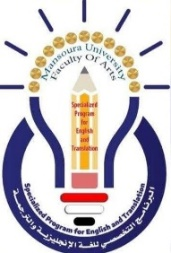 Mansoura University
Faculty Of Arts
Specialized
Program
for
English
and
Translation
Specialized Program for English and Translation
البرنامج التخصصي للغة الإنجليزية والترجمة